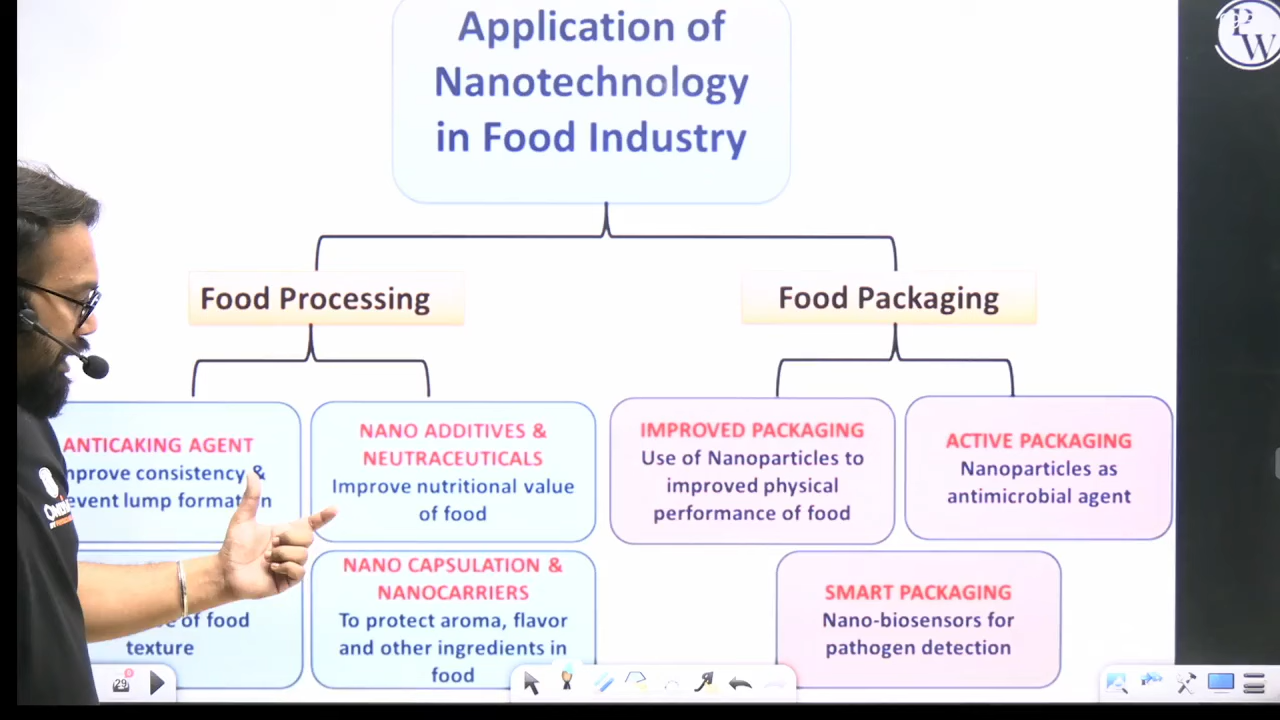 Application of
Nanotechnology
in Food Industry
PW
Food Processing
Food Packaging
ANTICAKING AGENT
mprove consistency &
event lump formation
NANO ADDITIVES &
NEUTRACEUTICALS
Improve nutritional value
of food
IMPROVED PACKAGING
Use of Nanoparticles to
improved physical
performance of food
ACTIVE PACKAGING
Nanoparticles as
antimicrobial agent
of food
texture
NANO CAPSULATION &
NANOCARRIERS
To protect aroma, flavor
and other ingredients in
food
SMART PACKAGING
Nano-biosensors for
pathogen detection
29